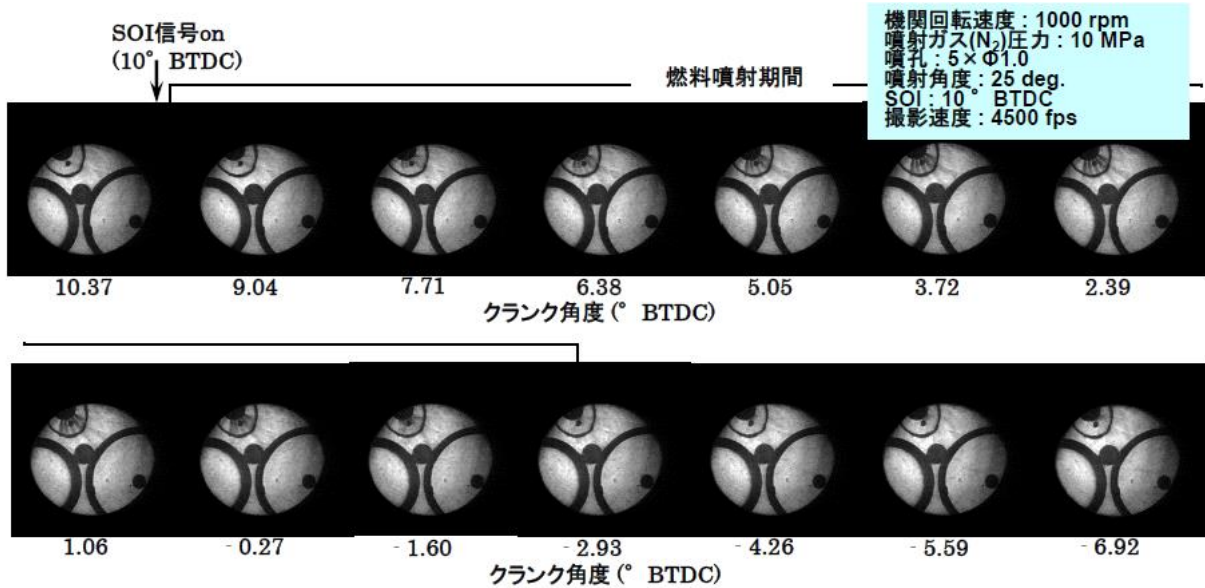 SOI信号on
(10° BTDC)
燃料噴射期間
機関回転速度 : 1000 rpm
噴射ガス(N₂)圧力 : 10 MPa
噴孔 : 5×Φ1.0
噴射角度 : 25 deg.
SOI : 10 ° BTDC
撮影速度 : 4500 fps
10.37 9.04 7.71 6.38 5.05 3.72 2.39
クランク角度 (° BTDC)
1.06 - 0.27 - 1.60 - 2.93 - 4.26 - 5.59 - 6.92
クランク角度 (° BTDC)